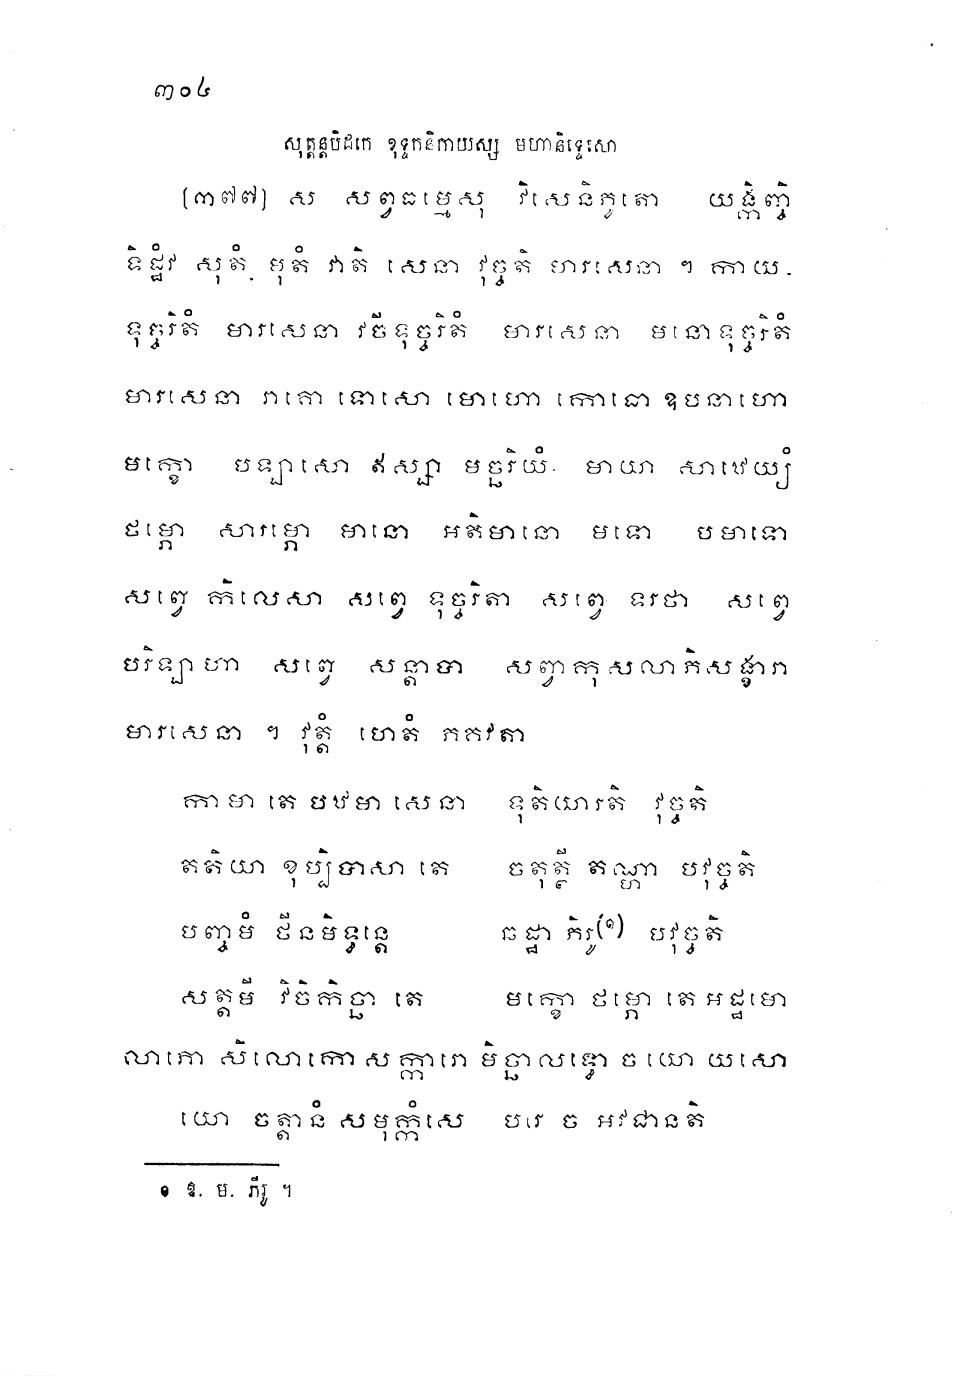 ៣០៤
សុត្តន្តបិដកេ ខុទ្ទកនិកាយស្ស មហានិទ្ទេសោ
(៣៧៧) ស សព្វធម្មេសុ វិសេនិភូតោ យង្កិញ្ចិ
ទិដ្ឋំវ សុតំ មុតំ វាតិ សេនា វុច្ចតិ មារសេនា ។ កាយ-
ទុច្ចរិតំ មារសេនា វចីទុច្ចរិតំ មារសេនា មនោទុច្ចរិតំ
មារសេនា រាគោ ទោសោ មោហោ កោធោ ឧបនាហោ
មក្ខោ បឡាសោ ឥស្សា មច្ឆរិយំ មាយា សាឋេយ្យំ
ថម្ភោ សារម្ភោ មានោ អតិមានោ មទោ បមាទោ
សព្វេ កិលេសា សព្វេ ទុច្ចរិតា សព្វេ ទរថា សព្វេ
បរិឡាហា សព្វេ សន្តាបា សព្វាកុសលាភិសង្ខារា
មារសេនា ។ វុត្តំ ហេតំ ភគវតា
កាមា តេ បឋមា សេនា ទុតិយារតិ វុច្ចតិ
តតិយា ខុប្បិបាសា តេ ចតុត្ថី តណ្ហា បវុច្ចតិ
បញ្ចមំ ថីនមិទ្ធន្តេ ឆដ្ឋា ភិរូ(១) បវុច្ចតិ
សត្តមី វិចិកិច្ឆា តេ មក្ខោ ថម្ភោ តេ អដ្ឋមោ
លាភោ សិលោកោ សក្ការោ មិច្ឆាលទ្ធោ ច យោ យសោ
យោ ចត្តានំ សមុក្កំសេ បរេ ច អវជានតិ
១ ឱ. ម. ភីរូ ។